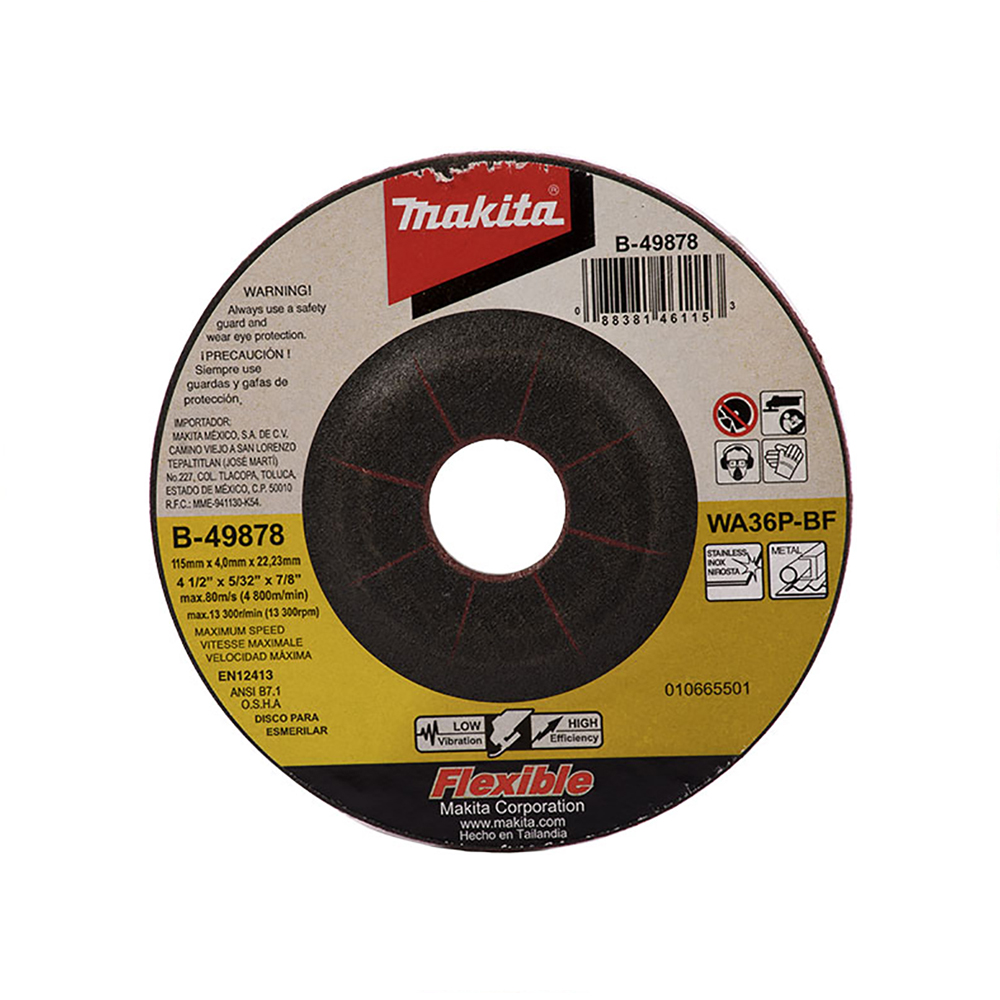 Makita®
B-49878
0 88381 46115 3
WARNING!
Always use a safety
guard and
wear eye protection.
¡PRECAUCIÓN !
Siempre use
guardas y gafas de
protección,
IMPORTADOR:
MAKITA MÉXICO, S.A. DE C.V.
CAMINO VIEJO A SAN LORENZO
TEPALTITLAN (JOSÉ MARTÍ)
No.227, COL. TLACOPA, TOLUCA,
ESTADO DE MÉXICO, C.P. 50010
R.F.C.: MME-941130-K54.
B-49878
115mm x 4,0mm x 22,23mm
4 1/2" x 5/32" x 7/8"
max.80m/s (4 800m/min)
max.13 300r/min (13 300rpm)
MAXIMUM SPEED
VITESSE MAXIMALE
VELOCIDAD MÁXIMA
EN12413
ANSI B7.1
O.S.H.A
DISCO PARA
ESMERILAR
WA36P-BF
STAINLESS
INOX
NIROSTA
METAL
010665501
LOW
Vibration
HIGH
Efficiency
Flexible
Makita Corporation
www.makita.com
Hecho en Tailandia